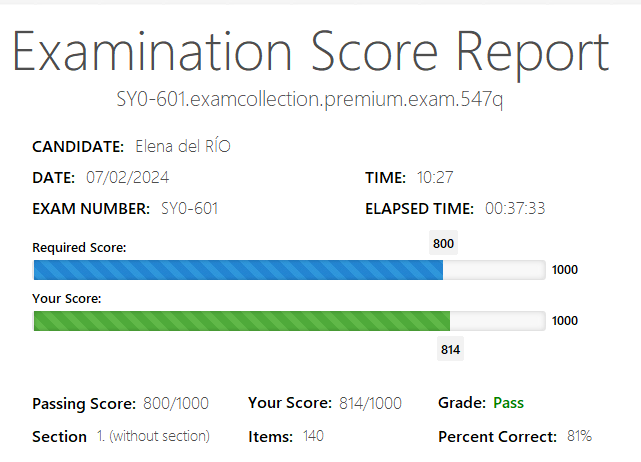 Examination Score Report
SY0-601.examcollection.premium.exam.547q
CANDIDATE: Elena del RÍO
DATE: 07/02/2024 TIME: 10:27
EXAM NUMBER: SY0-601 ELAPSED TIME: 00:37:33
800
Required Score:
1000
Your Score:
1000
814
Passing Score: 800/1000 Your Score: 814/1000 Grade: Pass
Section 1. (without section) Items: 140 Percent Correct: 81%